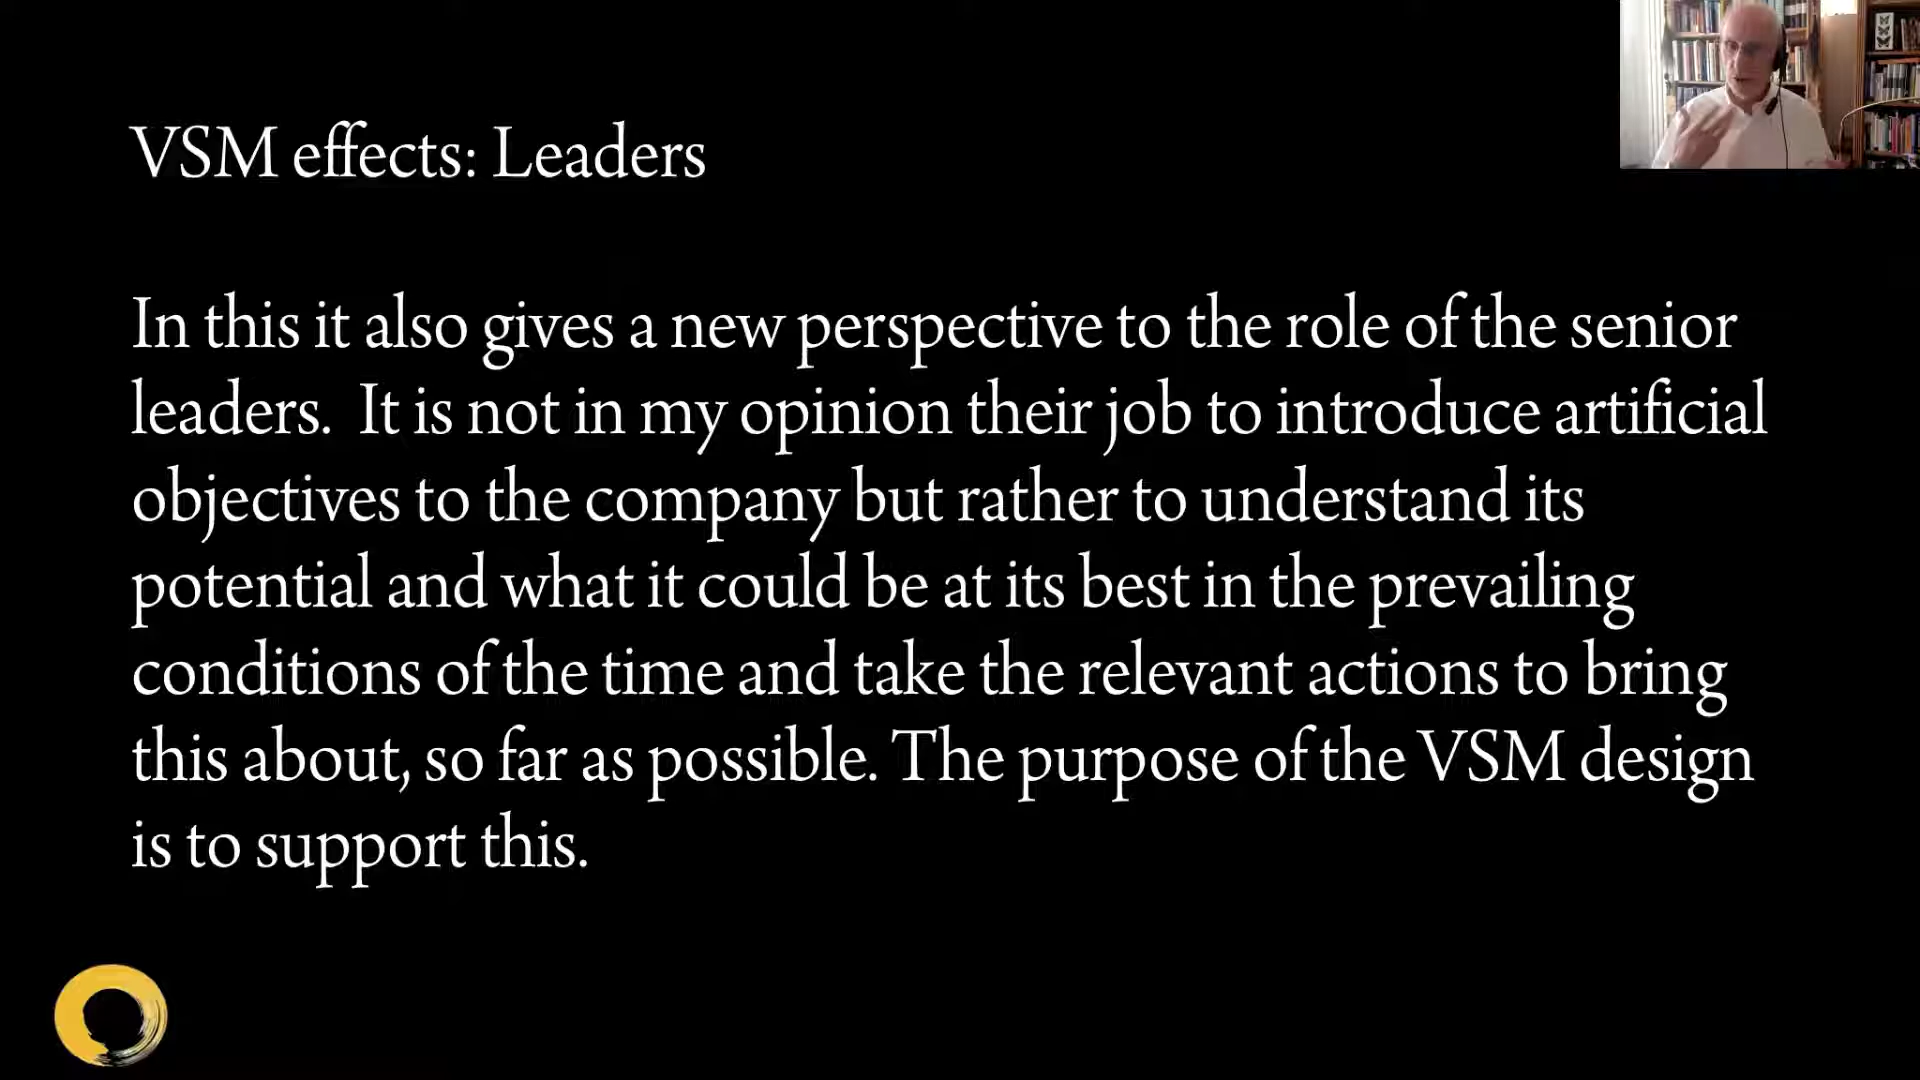 VSM effects: Leaders
In this it also gives a new perspective to the role of the senior
leaders.  It is not in my opinion their job to introduce artificial
objectives to the company but rather to understand its
potential and what it could be at its best in the prevailing
conditions of the time and take the relevant actions to bring
this about, so far as possible. The purpose of the VSM design
is to support this.